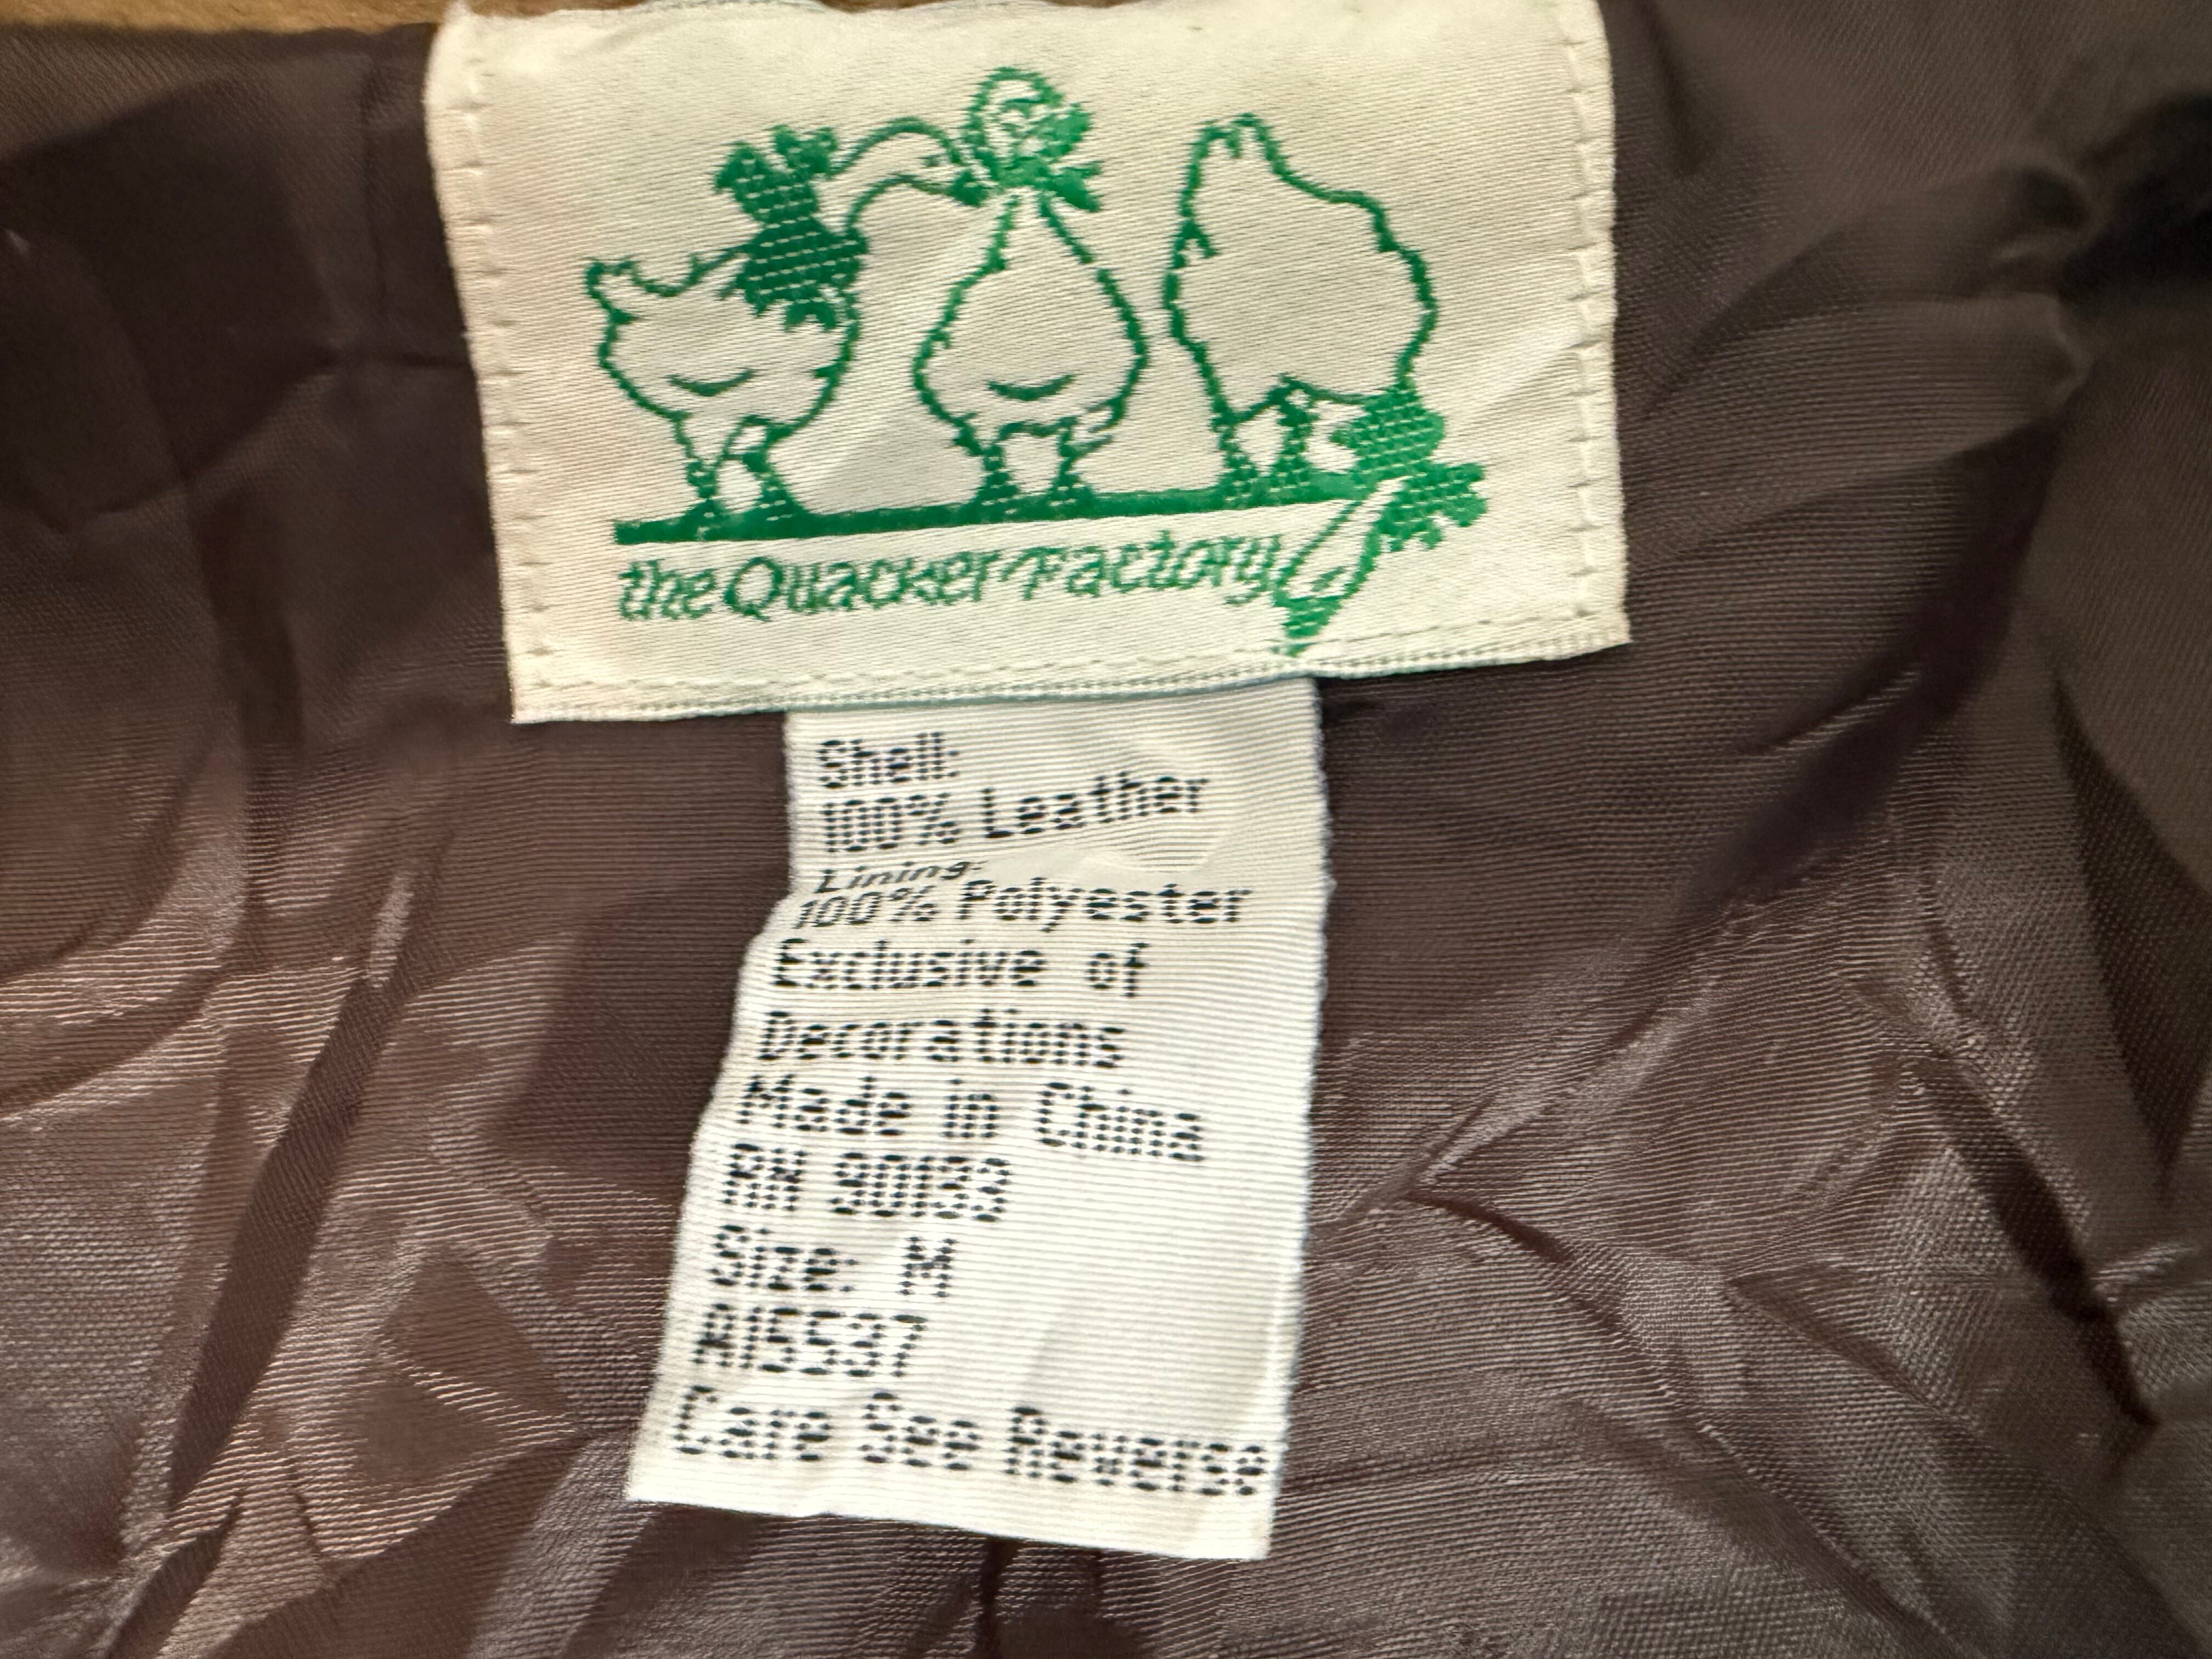 the Quacker Factory
Shell:
100% Leather
Lining:
100% Polyester
Exclusive of
Decorations
Made in China
RN 90133
Size: M
A15537
Care See Reverse